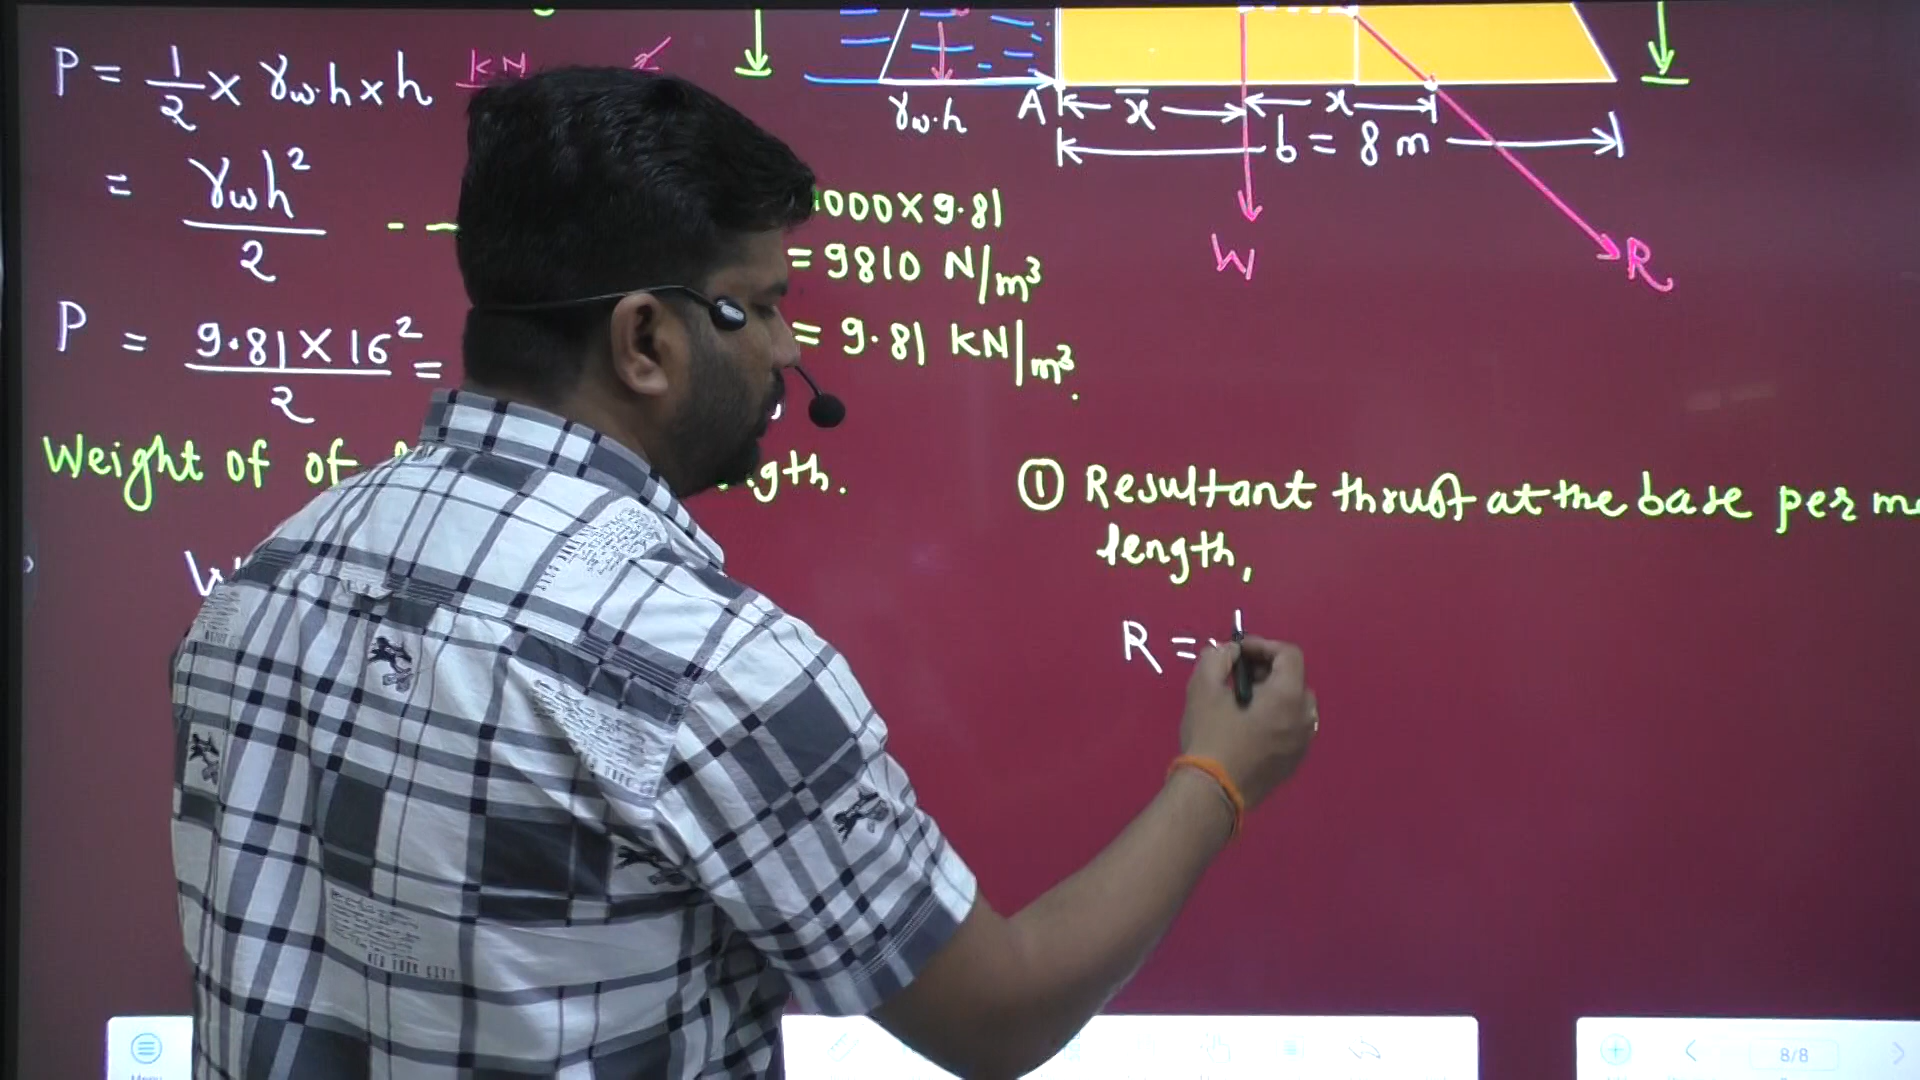 P = 1/2 × γw·h × h KN
= γwh²/2 - -
P = 9.81 × 16²/2 =
Weight of of
gth.
γw·h A x̄ x
b = 8 m
W R
1000 × 9.81
= 9810 N/m³
= 9.81 KN/m³.
① Resultant thrust at the base per
length,
R =
8/8